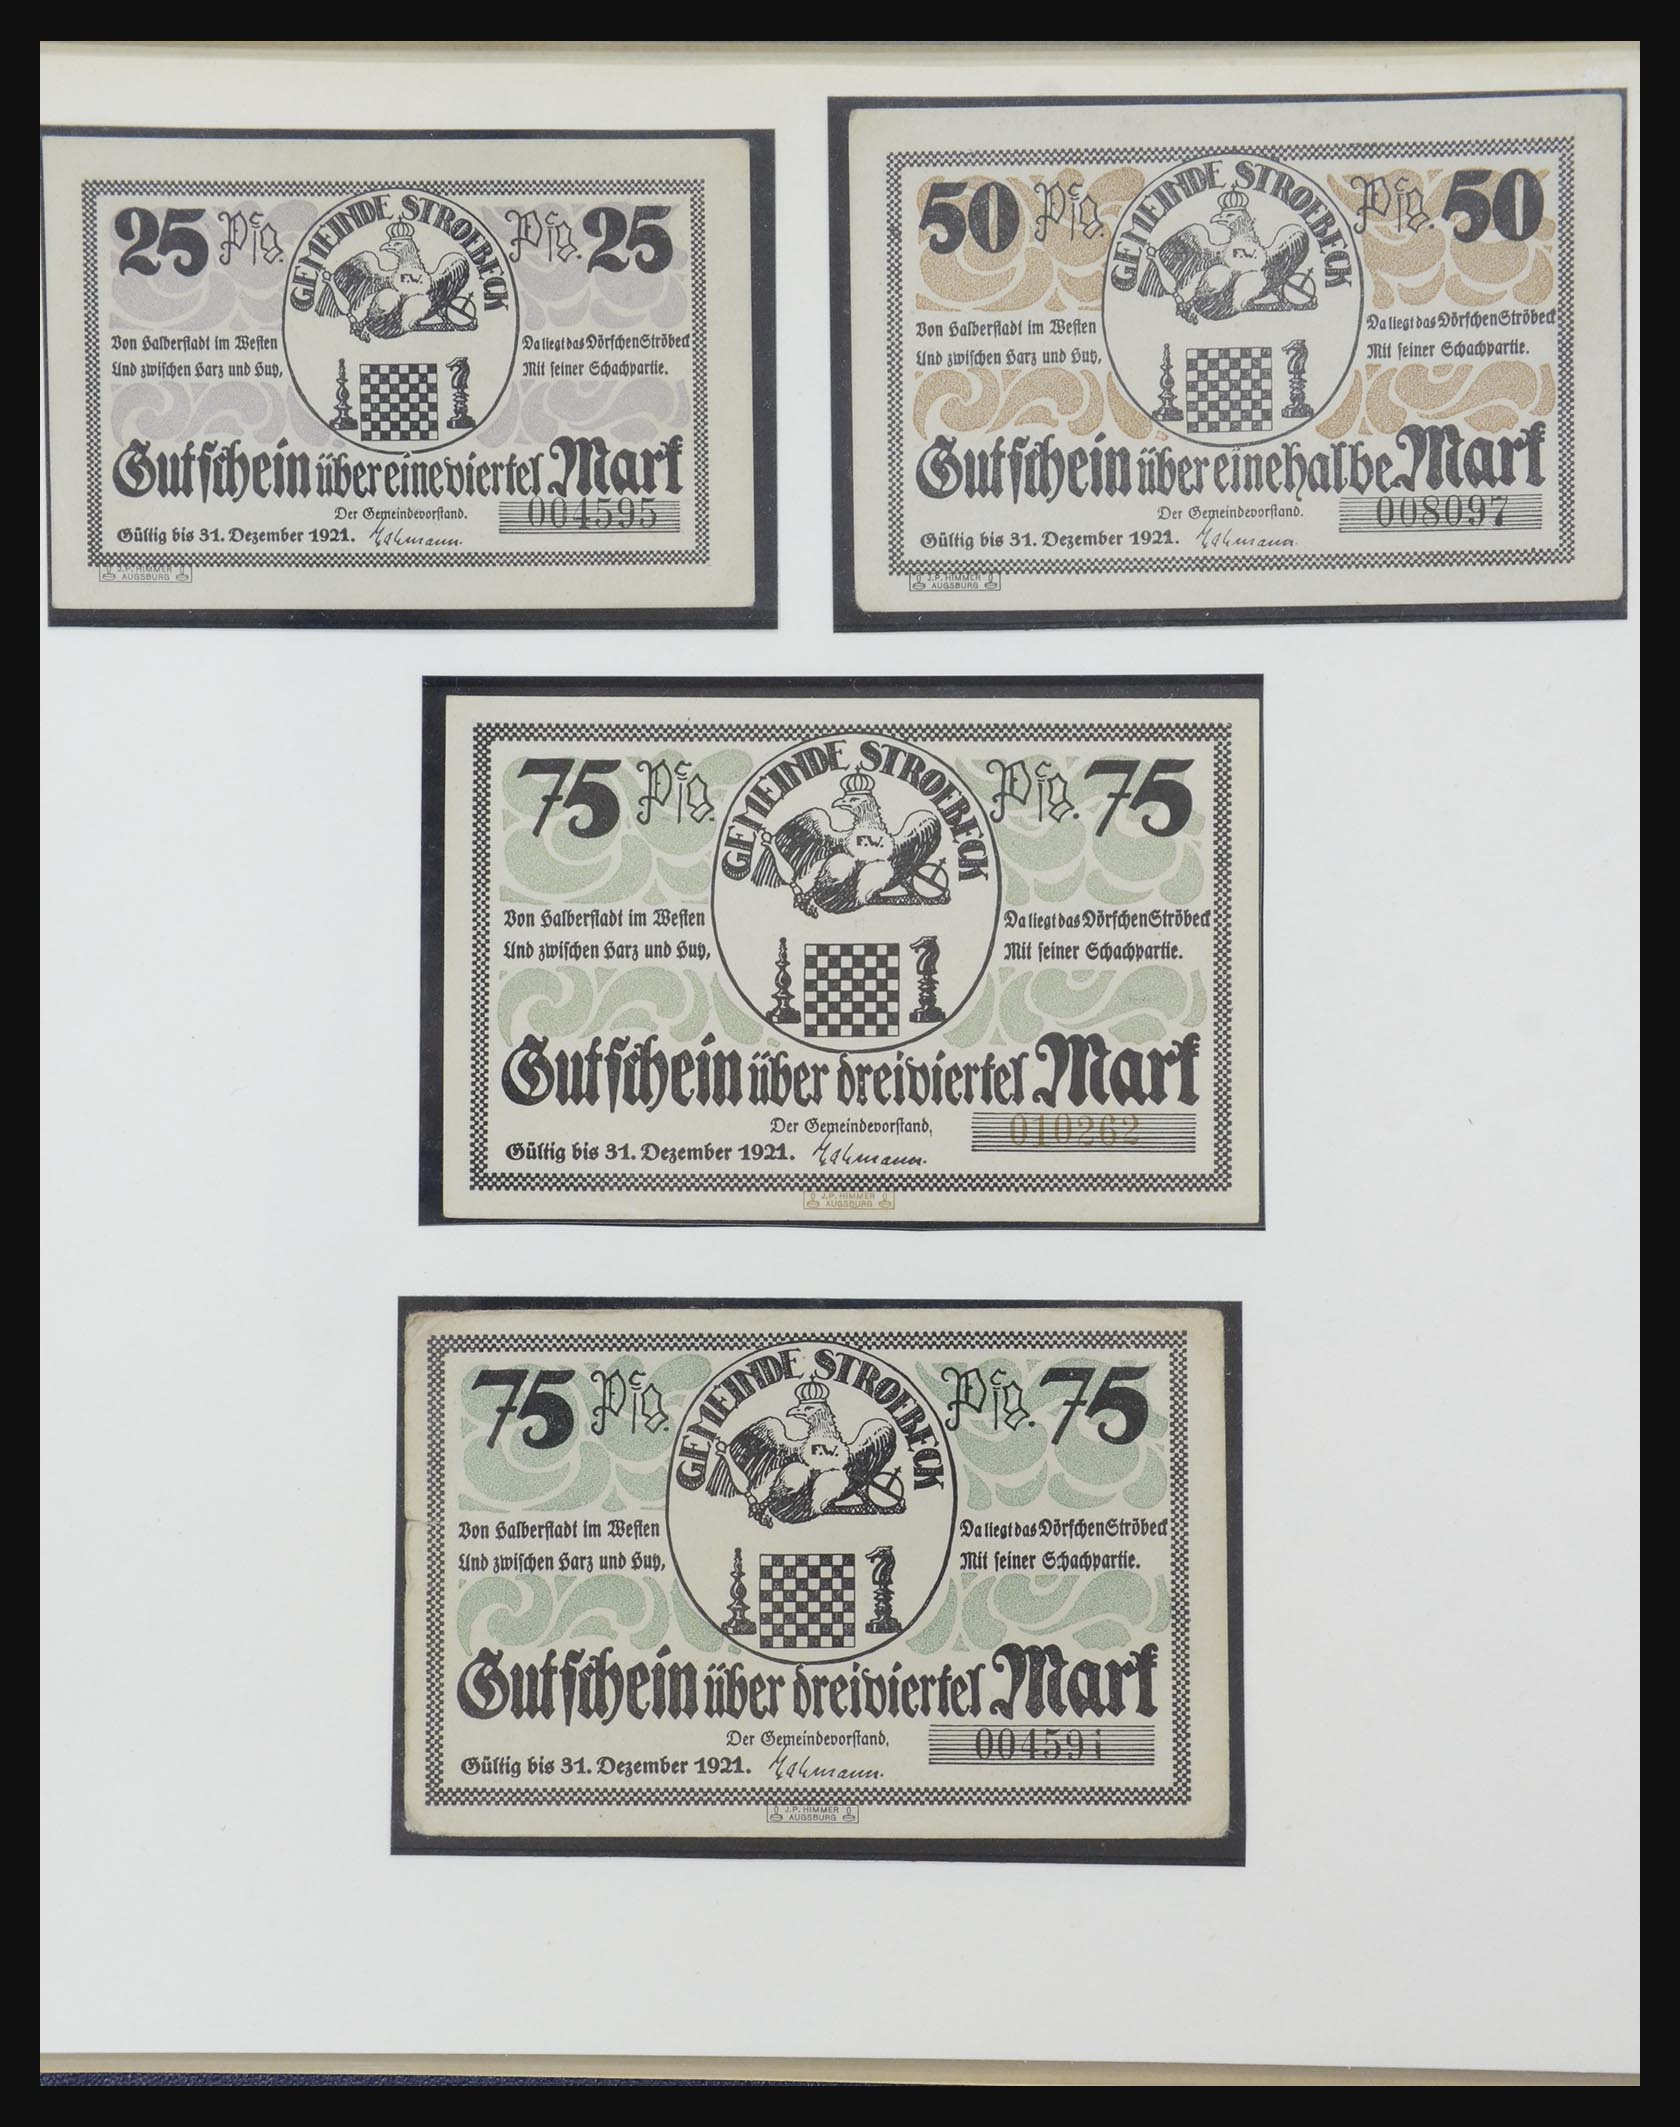 GEMEINDE STROEBECK
25 Pfg. Pfg. 25
F.W.
Von Halberstadt im Westen
Und zwischen Harz und Huy,
Da liegt das Dörfchen Ströbeck
Mit seiner Schachpartie.
Gutschein über eine viertel Mark
004595
Der Gemeindevorstand.
Gültig bis 31. Dezember 1921.
J.P. HIMMER
AUGSBURG
GEMEINDE STROEBECK
50 Pfg. Pfg. 50
F.W.
Von Halberstadt im Westen
Und zwischen Harz und Huy,
Da liegt das Dörfchen Ströbeck
Mit seiner Schachpartie.
Gutschein über eine halbe Mark
008097
Der Gemeindevorstand.
Gültig bis 31. Dezember 1921.
J.P. HIMMER
AUGSBURG
GEMEINDE STROEBECK
75 Pfg. Pfg. 75
F.W.
Von Halberstadt im Westen
Und zwischen Harz und Huy,
Da liegt das Dörfchen Ströbeck
Mit seiner Schachpartie.
Gutschein über dreiviertel Mark
010262
Der Gemeindevorstand,
Gültig bis 31. Dezember 1921.
J.P. HIMMER
AUGSBURG
GEMEINDE STROEBECK
75 Pfg. Pfg. 75
F.W.
Von Halberstadt im Westen
Und zwischen Harz und Huy,
Da liegt das Dörfchen Ströbeck
Mit seiner Schachpartie.
Gutschein über dreiviertel Mark
004591
Der Gemeindevorstand,
Gültig bis 31. Dezember 1921.
J.P. HIMMER
AUGSBURG